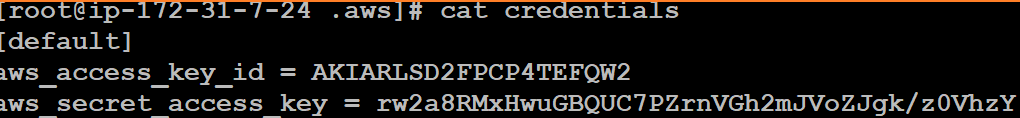 [root@ip-172-31-7-24 .aws]# cat credentials
[default]
aws_access_key_id = AKIARLSD2FPCP4TEFQW2
aws_secret_access_key = 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